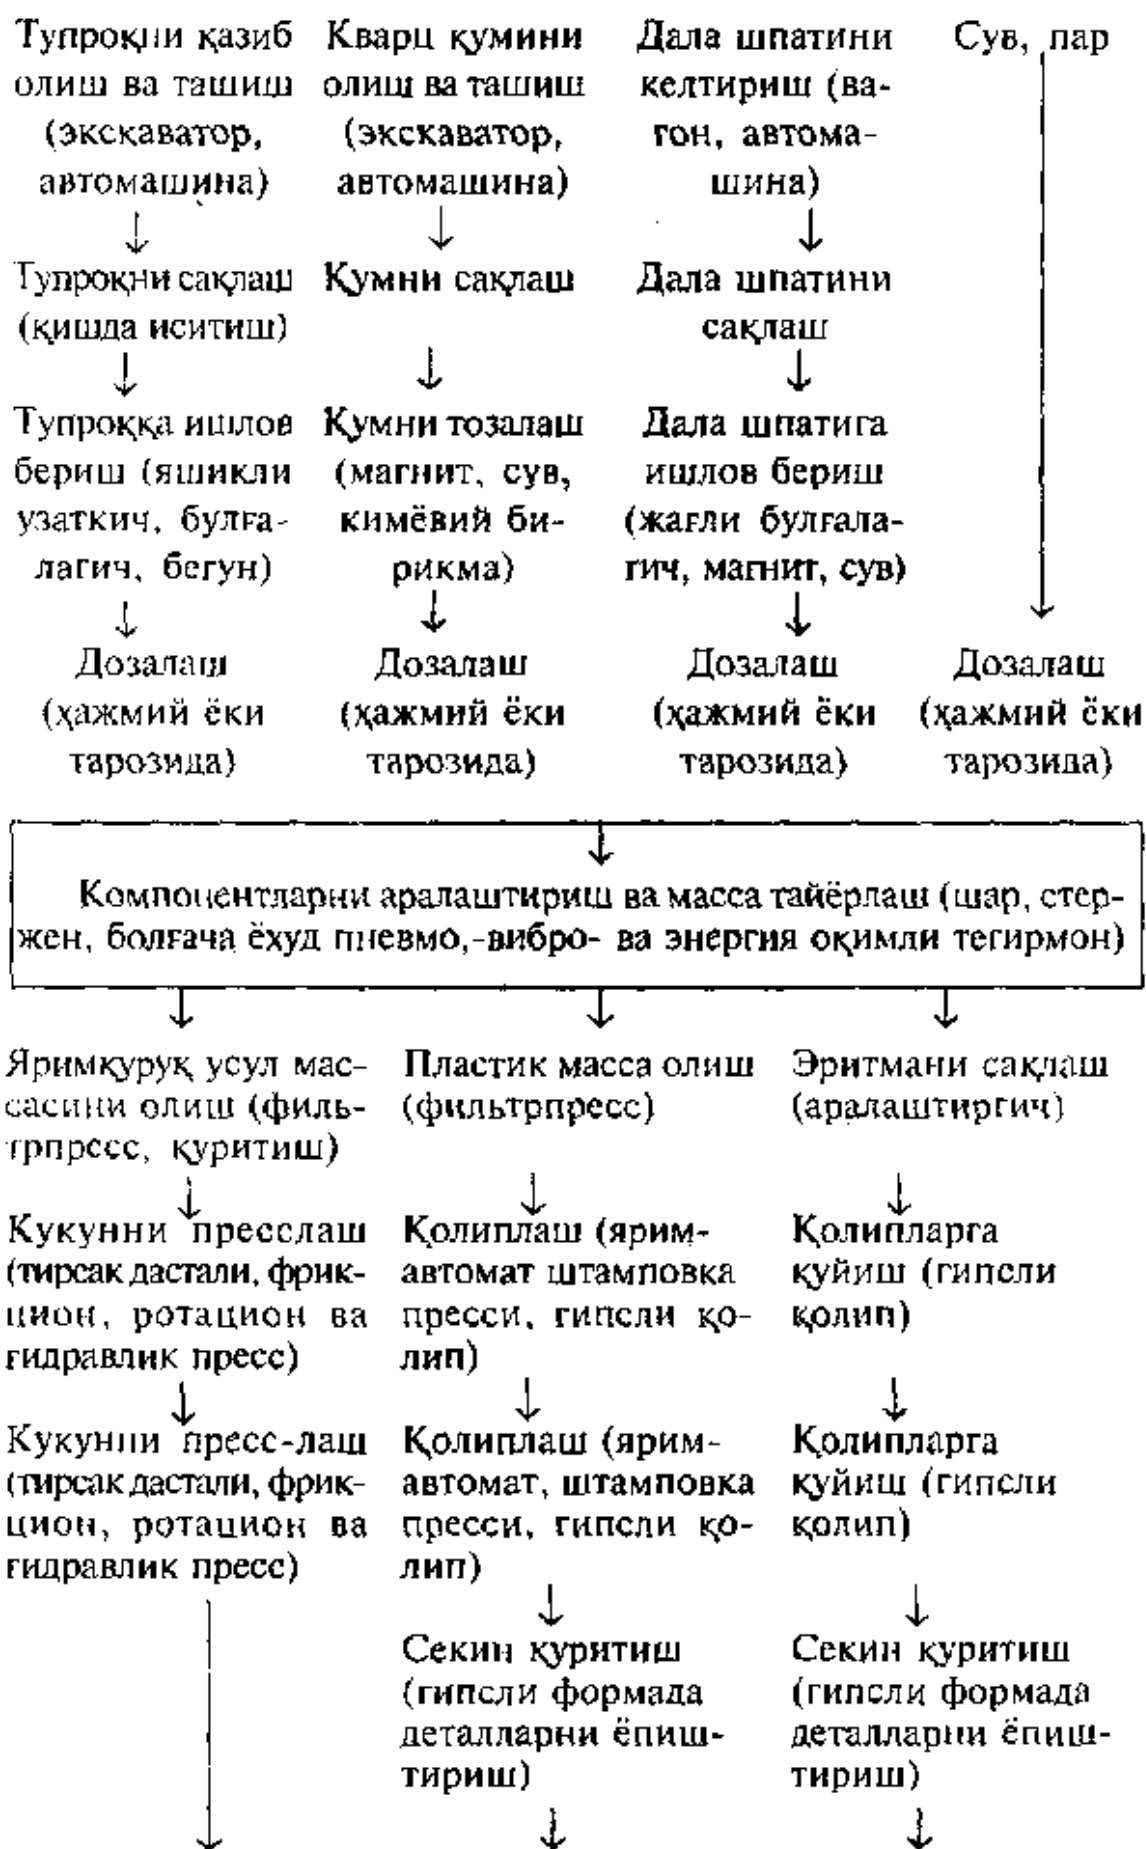 Тупроқни қазиб
олиш ва ташиш
(экскаватор,
автомашина)
Кварц қумини
олиш ва ташиш
(экскаватор,
автомашина)
Дала шпатини
келтириш (ва-
гон, автома-
шина)
Сув, пар
Тупроқни сақлаш
(қишда иситиш)
Қумни сақлаш
Дала шпатини
сақлаш
Тупроққа ишлов
бериш (яшикли
узаткич, булға-
лагич, бегун)
Қумни тозалаш
(магнит, сув,
кимёвий би-
рикма)
Дала шпатига
ишлов бериш
(жағли булғала-
гич, магнит, сув)
Дозалаш
(ҳажмий ёки
тарозида)
Дозалаш
(ҳажмий ёки
тарозида)
Дозалаш
(ҳажмий ёки
тарозида)
Дозалаш
(ҳажмий ёки
тарозида)
Компонентларни аралаштириш ва масса тайёрлаш (шар, стер-
жен, болғача ёхуд пневмо,-вибро- ва энергия оқимли тегирмон)
Яримқуруқ усул мас-
сасини олиш (филь-
трпресс, қуритиш)
Пластик масса олиш
(фильтрпресс)
Эритмани сақлаш
(аралаштиргич)
Кукунни пресслаш
(тирсак дастали, фрик-
цион, ротацион ва
гидравлик пресс)
Қолиплаш (ярим-
автомат штамповка
пресси, гипсли қо-
лип)
Қолипларга
қуйиш (гипсли
қолип)
Кукунни пресс-лаш
(тирсак дастали, фрик-
цион, ротацион ва
гидравлик пресс)
Қолиплаш (ярим-
автомат, штамповка
пресси, гипсли қо-
лип)
Қолипларга
қуйиш (гипсли
қолип)
Секин қуритиш
(гипсли формада
деталларни ёпиш-
тириш)
Секин қуритиш
(гипсли формада
деталларни ёпиш-
тириш)